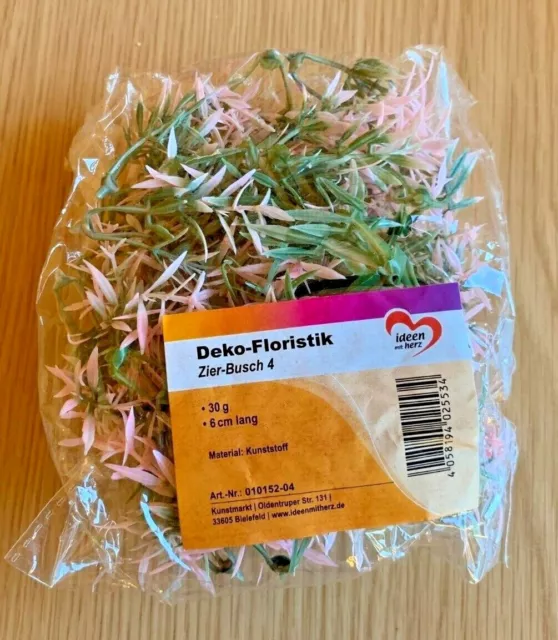 Deko-Floristik
Zier-Busch 4
ideen
mit herz
• 30 g
• 6 cm lang
Material: Kunststoff
Art.-Nr.: 010152-04
Kunstmarkt | Oldentruper Str. 131 |
33605 Bielefeld | www.ideenmitherz.de
4 058194 025534